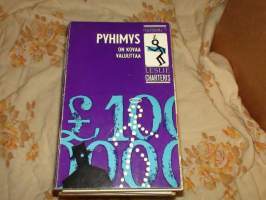 PYHIMYS
ON KOVAA
VALUUTTAA
LESLIE
CHARTERIS
£100
000